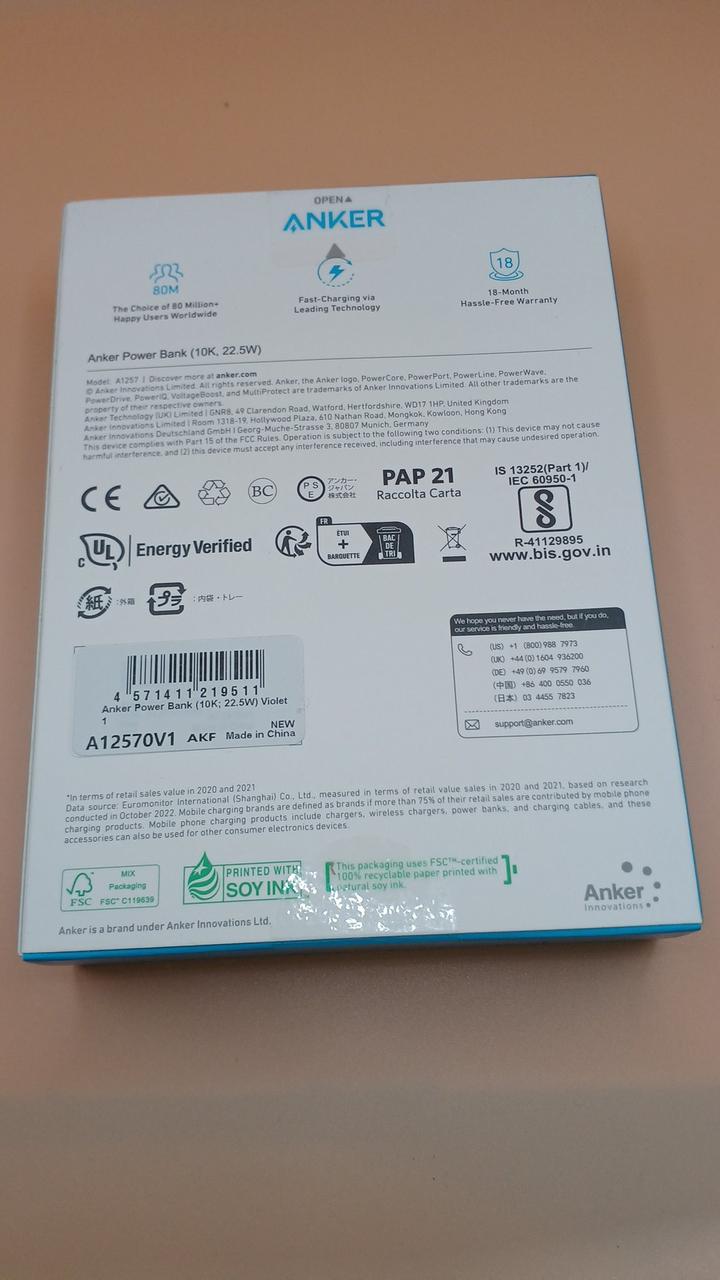 OPEN▲
ANKER
80M
The Choice of 80 Million+
Happy Users Worldwide
Fast-Charging via
Leading Technology
18
18-Month
Hassle-Free Warranty
Anker Power Bank (10K, 22.5W)
Model: A1257 | Discover more at anker.com
© Anker Innovations Limited. All rights reserved. Anker, the Anker logo, PowerCore, PowerPort, PowerLine, PowerWave,
PowerDrive, PowerIQ, VoltageBoost, and MultiProtect are trademarks of Anker Innovations Limited. All other trademarks are the
property of their respective owners.
Anker Technology (UK) Limited | GNR8, 49 Clarendon Road, Watford, Hertfordshire, WD17 1HP, United Kingdom
Anker Innovations Limited | Room 1318-19, Hollywood Plaza, 610 Nathan Road, Mongkok, Kowloon, Hong Kong
Anker Innovations Deutschland GmbH I Georg-Muche-Strasse 3, 80807 Munich, Germany
This device complies with Part 15 of the FCC Rules. Operation is subject to the following two conditions: (1) This device may not cause
harmful interference, and (2) this device must accept any interference received, including interference that may cause undesired operation.
CE
BC
PSE
アンカー・
ジャパン
株式会社
PAP 21
Raccolta Carta
IS 13252(Part 1)/
IEC 60950-1
R-41129895
www.bis.gov.in
c UL Energy Verified
FR
ÉTUI
+
BARQUETTE
BAC
DE
TRI
紙 :外箱
プラ :内袋・トレー
We hope you never have the need, but if you do,
our service is friendly and hassle-free.
(US) +1 (800) 988 7973
(UK) +44 (0) 1604 936200
(DE) +49 (0) 69 9579 7960
(中国) +86 400 0550 036
(日本) 03 4455 7823
support@anker.com
4 571411 219511
Anker Power Bank (10K; 22.5W) Violet
1
NEW
A12570V1 AKF Made in China
*In terms of retail sales value in 2020 and 2021
Data source: Euromonitor International (Shanghai) Co., Ltd., measured in terms of retail value sales in 2020 and 2021, based on research
conducted in October 2022. Mobile charging brands are defined as brands if more than 75% of their retail sales are contributed by mobile phone
charging products. Mobile phone charging products include chargers, wireless chargers, power banks, and charging cables, and these
accessories can also be used for other consumer electronics devices.
FSC
MIX
Packaging
FSC® C119639
PRINTED WITH
SOY INK
This packaging uses FSC™-certified
100% recyclable paper printed with
natural soy ink.
Anker
Innovations
Anker is a brand under Anker Innovations Ltd.